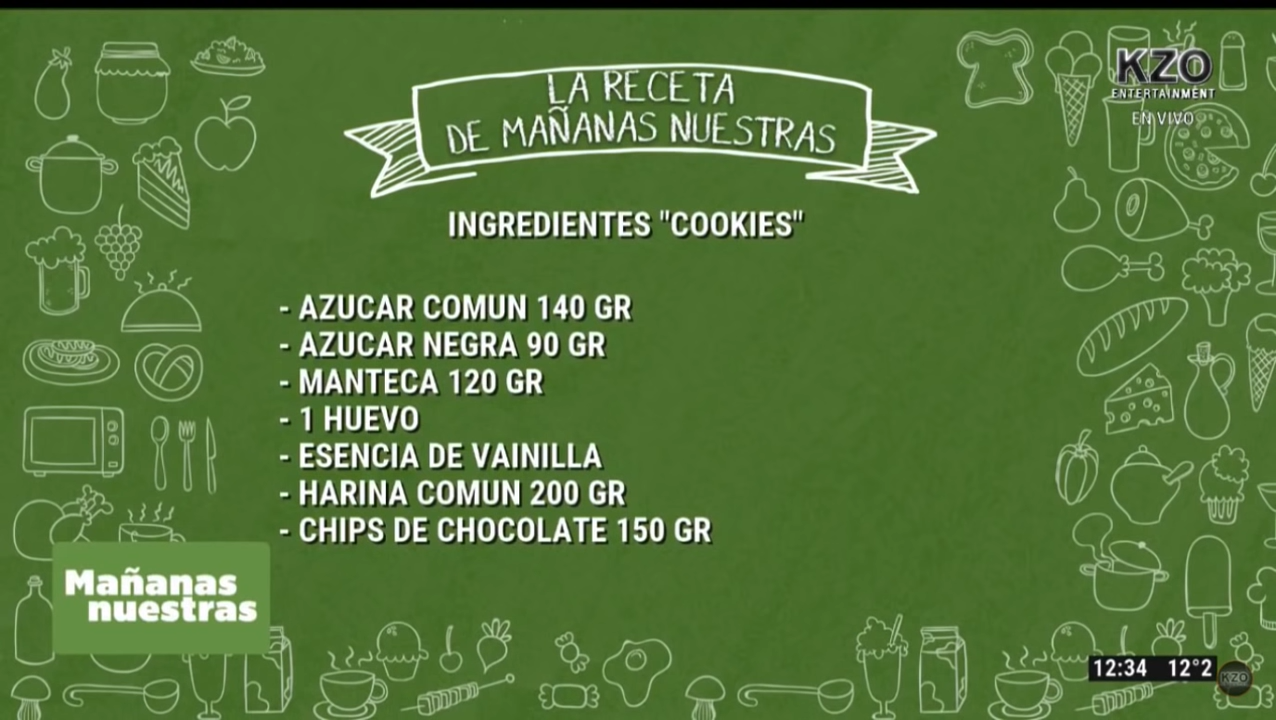 LA RECETA
DE MAÑANAS NUESTRAS
KZO
ENTERTAINMENT
EN VIVO
INGREDIENTES "COOKIES"
- AZUCAR COMUN 140 GR
- AZUCAR NEGRA 90 GR
- MANTECA 120 GR
- 1 HUEVO
- ESENCIA DE VAINILLA
- HARINA COMUN 200 GR
- CHIPS DE CHOCOLATE 150 GR
Mañanas
nuestras
12:34 12°2
KZO